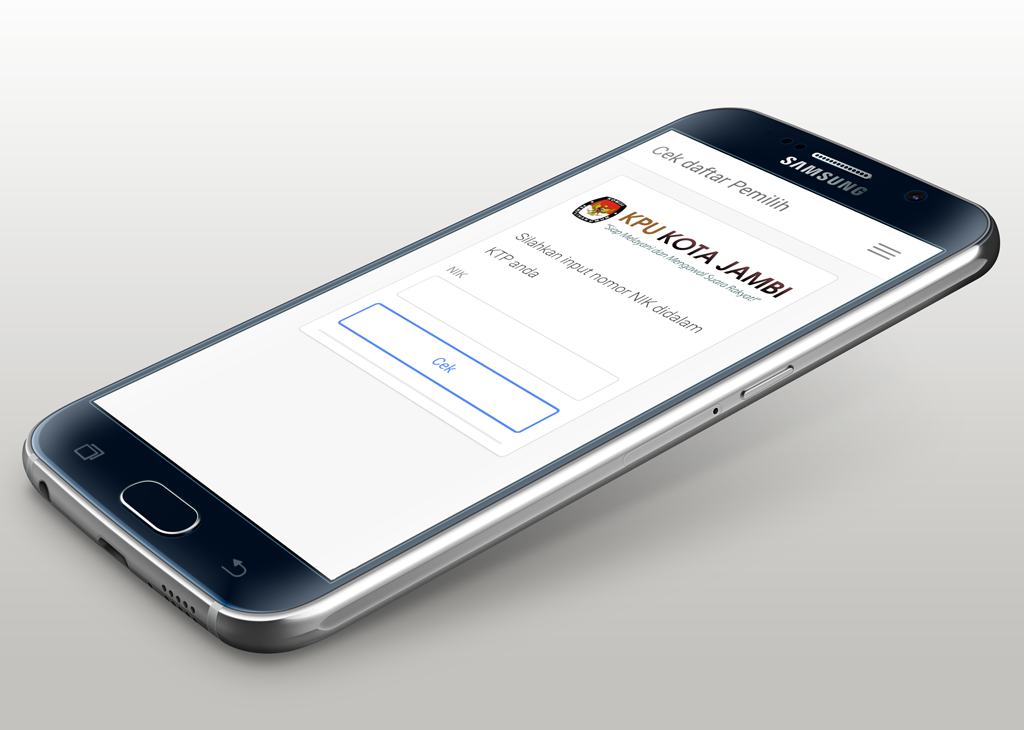 SAMSUNG
Cek daftar Pemilih
KPU KOTA JAMBI
"Siap Melayani dan Mengawal Suara Rakyat!"
Silahkan input nomor NIK didalam
KTP anda
NIK
Cek